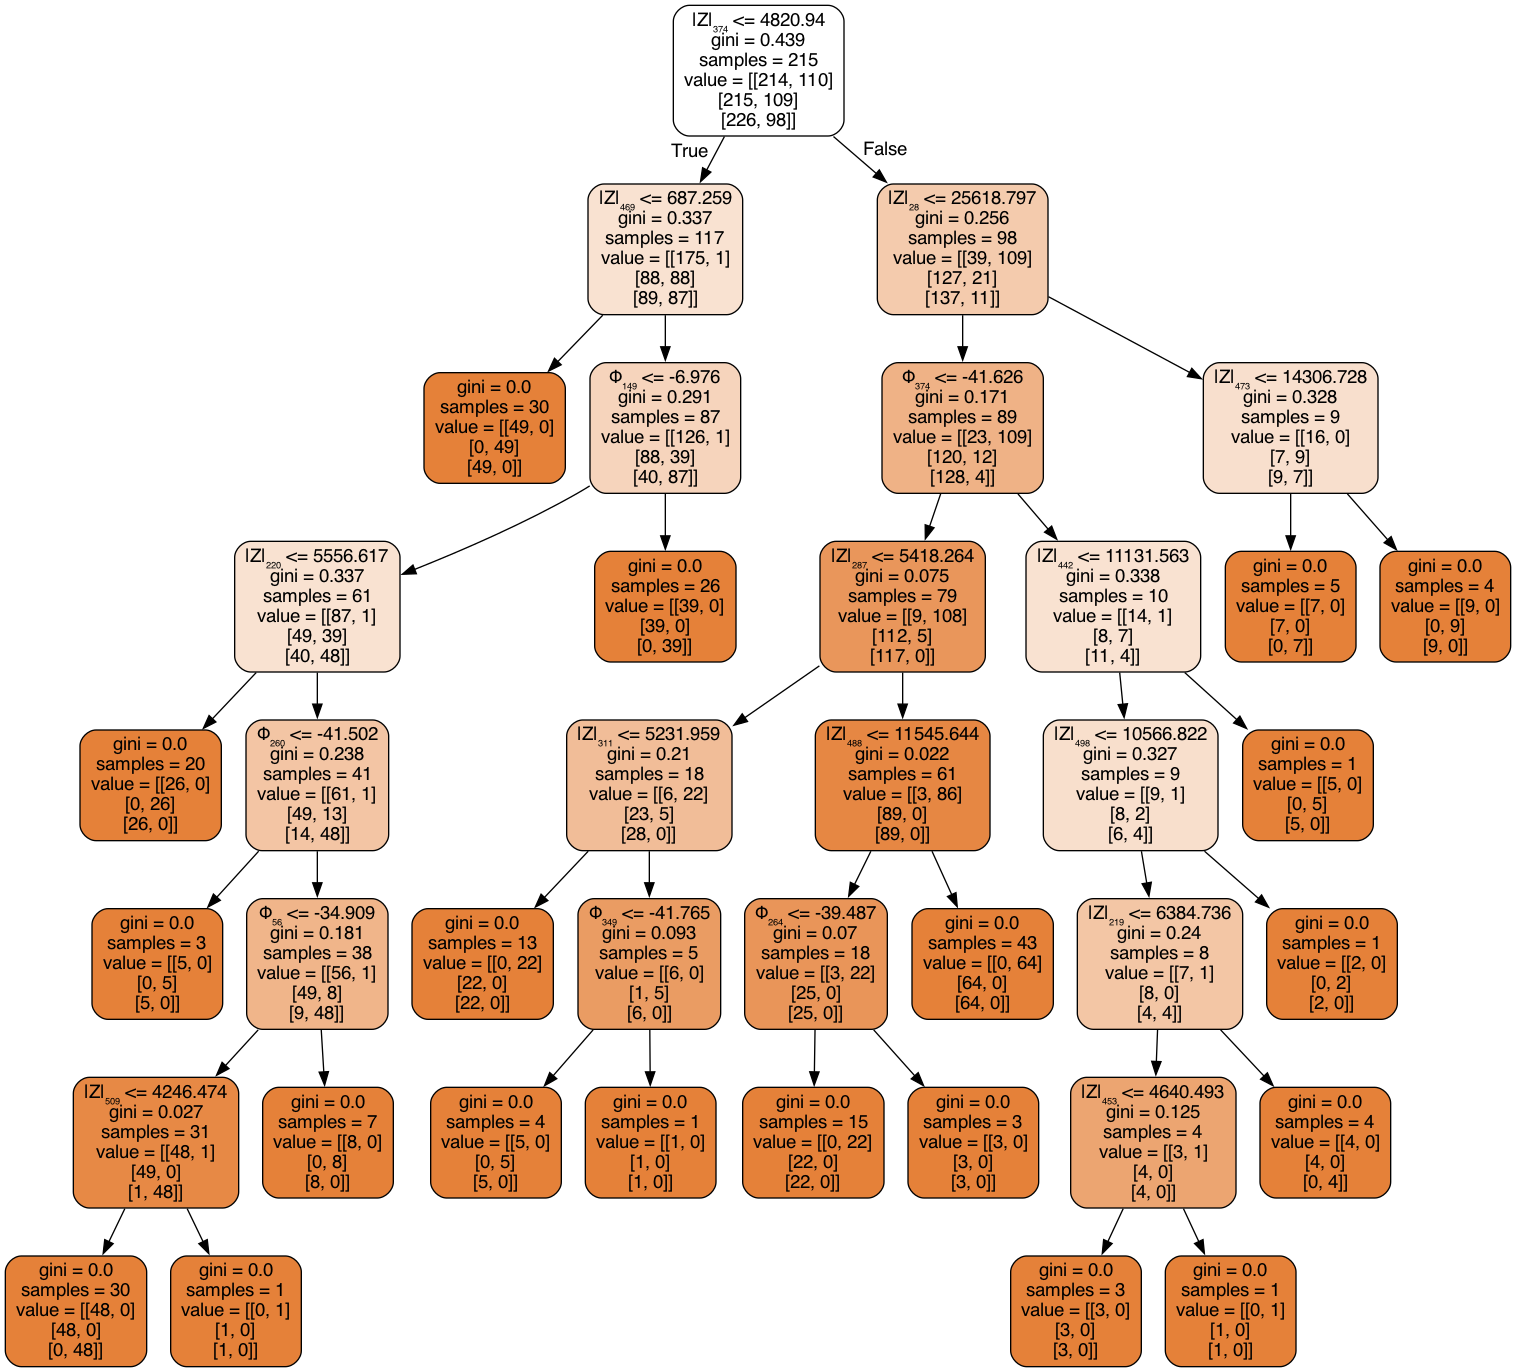 |Z|374 <= 4820.94
gini = 0.439
samples = 215
value = [[214, 110]
[215, 109]
[226, 98]]
True
False
|Z|469 <= 687.259
gini = 0.337
samples = 117
value = [[175, 1]
[88, 88]
[89, 87]]
|Z|28 <= 25618.797
gini = 0.256
samples = 98
value = [[39, 109]
[127, 21]
[137, 11]]
gini = 0.0
samples = 30
value = [[49, 0]
[0, 49]
[49, 0]]
Φ149 <= -6.976
gini = 0.291
samples = 87
value = [[126, 1]
[88, 39]
[40, 87]]
Φ374 <= -41.626
gini = 0.171
samples = 89
value = [[23, 109]
[120, 12]
[128, 4]]
|Z|473 <= 14306.728
gini = 0.328
samples = 9
value = [[16, 0]
[7, 9]
[9, 7]]
|Z|220 <= 5556.617
gini = 0.337
samples = 61
value = [[87, 1]
[49, 39]
[40, 48]]
gini = 0.0
samples = 26
value = [[39, 0]
[39, 0]
[0, 39]]
|Z|287 <= 5418.264
gini = 0.075
samples = 79
value = [[9, 108]
[112, 5]
[117, 0]]
|Z|442 <= 11131.563
gini = 0.338
samples = 10
value = [[14, 1]
[8, 7]
[11, 4]]
gini = 0.0
samples = 5
value = [[7, 0]
[7, 0]
[0, 7]]
gini = 0.0
samples = 4
value = [[9, 0]
[0, 9]
[9, 0]]
gini = 0.0
samples = 20
value = [[26, 0]
[0, 26]
[26, 0]]
Φ260 <= -41.502
gini = 0.238
samples = 41
value = [[61, 1]
[49, 13]
[14, 48]]
|Z|311 <= 5231.959
gini = 0.21
samples = 18
value = [[6, 22]
[23, 5]
[28, 0]]
|Z|488 <= 11545.644
gini = 0.022
samples = 61
value = [[3, 86]
[89, 0]
[89, 0]]
|Z|498 <= 10566.822
gini = 0.327
samples = 9
value = [[9, 1]
[8, 2]
[6, 4]]
gini = 0.0
samples = 1
value = [[5, 0]
[0, 5]
[5, 0]]
gini = 0.0
samples = 3
value = [[5, 0]
[0, 5]
[5, 0]]
Φ56 <= -34.909
gini = 0.181
samples = 38
value = [[56, 1]
[49, 8]
[9, 48]]
gini = 0.0
samples = 13
value = [[0, 22]
[22, 0]
[22, 0]]
Φ349 <= -41.765
gini = 0.093
samples = 5
value = [[6, 0]
[1, 5]
[6, 0]]
Φ264 <= -39.487
gini = 0.07
samples = 18
value = [[3, 22]
[25, 0]
[25, 0]]
gini = 0.0
samples = 43
value = [[0, 64]
[64, 0]
[64, 0]]
|Z|219 <= 6384.736
gini = 0.24
samples = 8
value = [[7, 1]
[8, 0]
[4, 4]]
gini = 0.0
samples = 1
value = [[2, 0]
[0, 2]
[2, 0]]
|Z|509 <= 4246.474
gini = 0.027
samples = 31
value = [[48, 1]
[49, 0]
[1, 48]]
gini = 0.0
samples = 7
value = [[8, 0]
[0, 8]
[8, 0]]
gini = 0.0
samples = 4
value = [[5, 0]
[0, 5]
[5, 0]]
gini = 0.0
samples = 1
value = [[1, 0]
[1, 0]
[1, 0]]
gini = 0.0
samples = 15
value = [[0, 22]
[22, 0]
[22, 0]]
gini = 0.0
samples = 3
value = [[3, 0]
[3, 0]
[3, 0]]
|Z|453 <= 4640.493
gini = 0.125
samples = 4
value = [[3, 1]
[4, 0]
[4, 0]]
gini = 0.0
samples = 4
value = [[4, 0]
[4, 0]
[0, 4]]
gini = 0.0
samples = 30
value = [[48, 0]
[48, 0]
[0, 48]]
gini = 0.0
samples = 1
value = [[0, 1]
[1, 0]
[1, 0]]
gini = 0.0
samples = 3
value = [[3, 0]
[3, 0]
[3, 0]]
gini = 0.0
samples = 1
value = [[0, 1]
[1, 0]
[1, 0]]